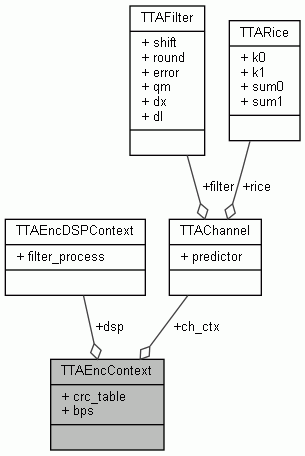 TTAFilter
+ shift
+ round
+ error
+ qm
+ dx
+ dl
TTARice
+ k0
+ k1
+ sum0
+ sum1
+filter
+rice
TTAEncDSPContext
+ filter_process
TTAChannel
+ predictor
+dsp
+ch_ctx
TTAEncContext
+ crc_table
+ bps